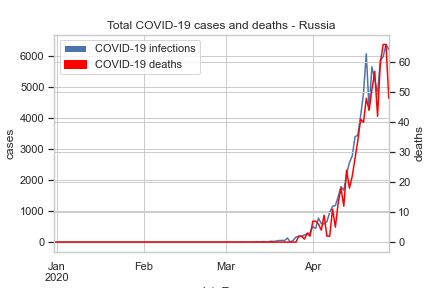 Total COVID-19 cases and deaths - Russia
COVID-19 infections
COVID-19 deaths
6000
5000
4000
3000
2000
1000
0
cases
60
50
40
30
20
10
0
deaths
Jan
2020
Feb
Mar
Apr